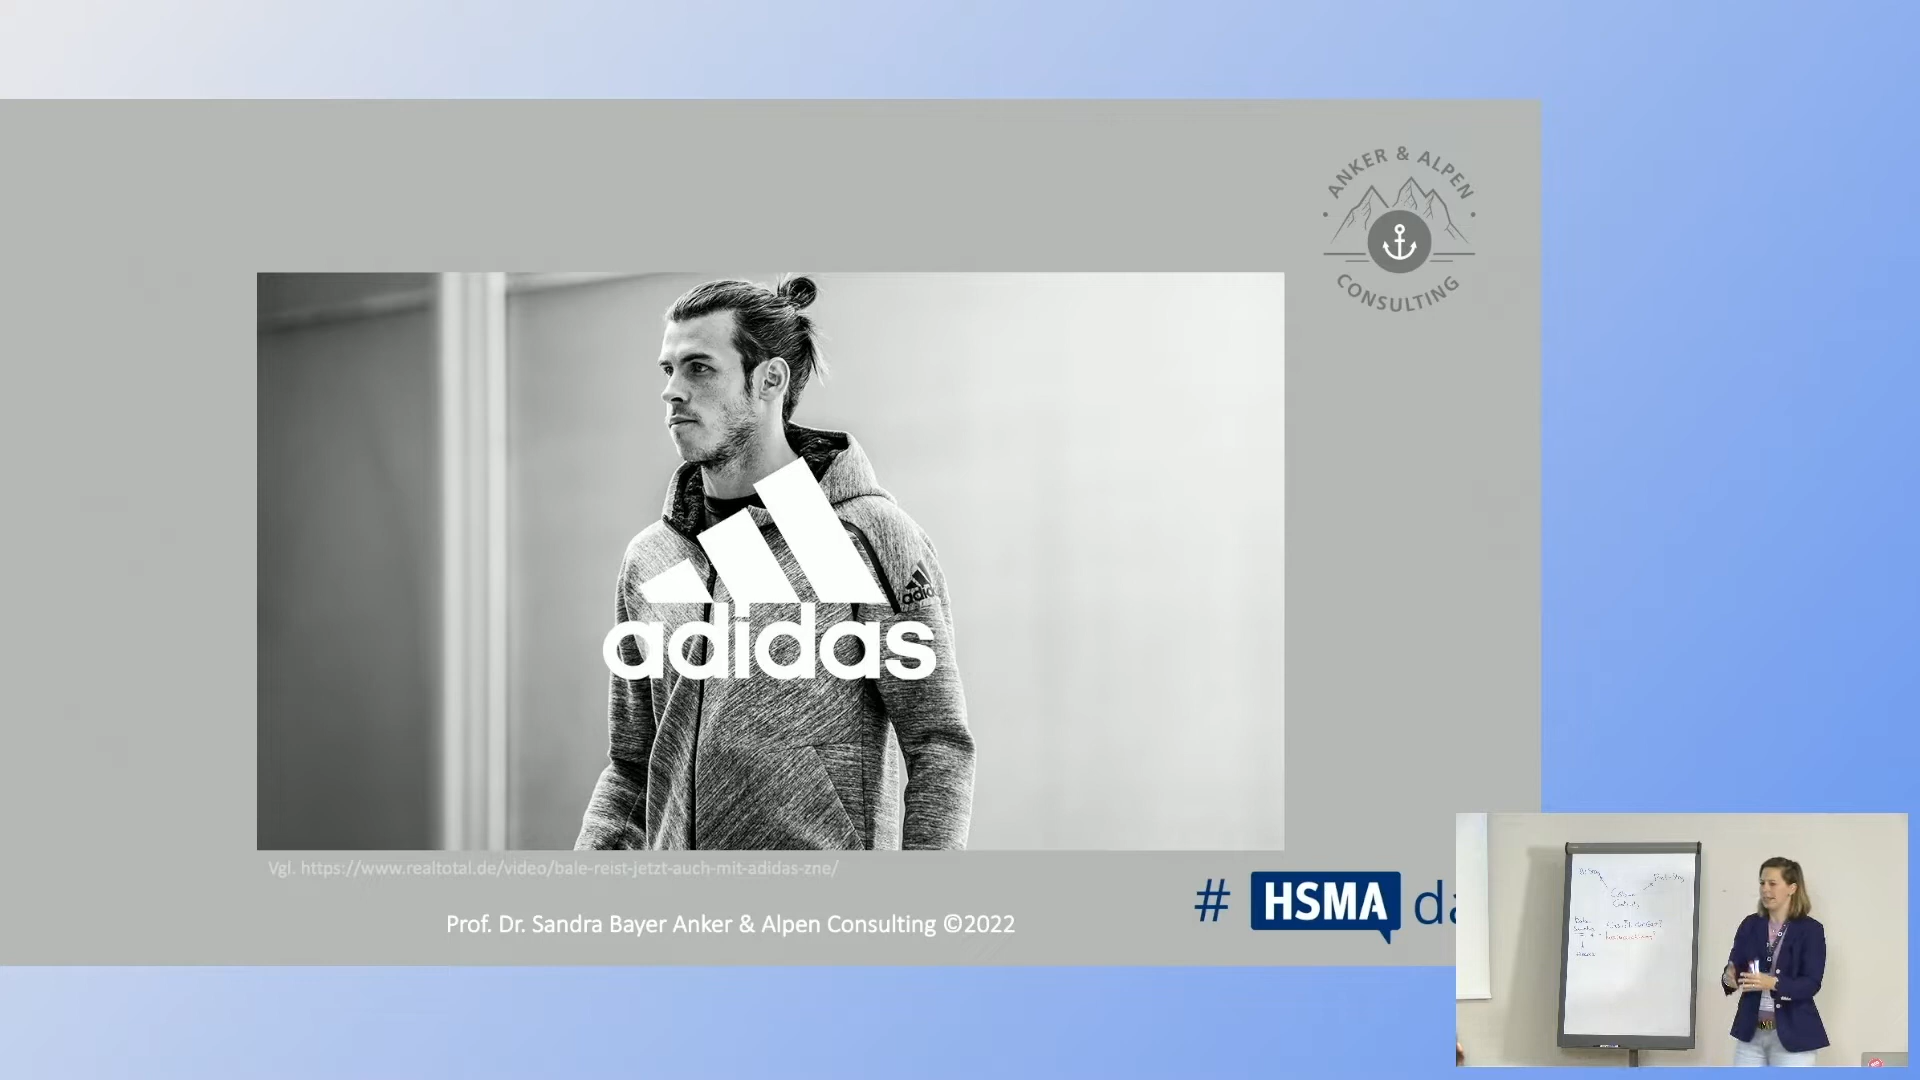 ANKER & ALPEN
CONSULTING
adidas
Vgl. https://www.realtotal.de/video/bale-reist-jetzt-auch-mit-adidas-zne/
Prof. Dr. Sandra Bayer Anker & Alpen Consulting ©2022
# HSMA da